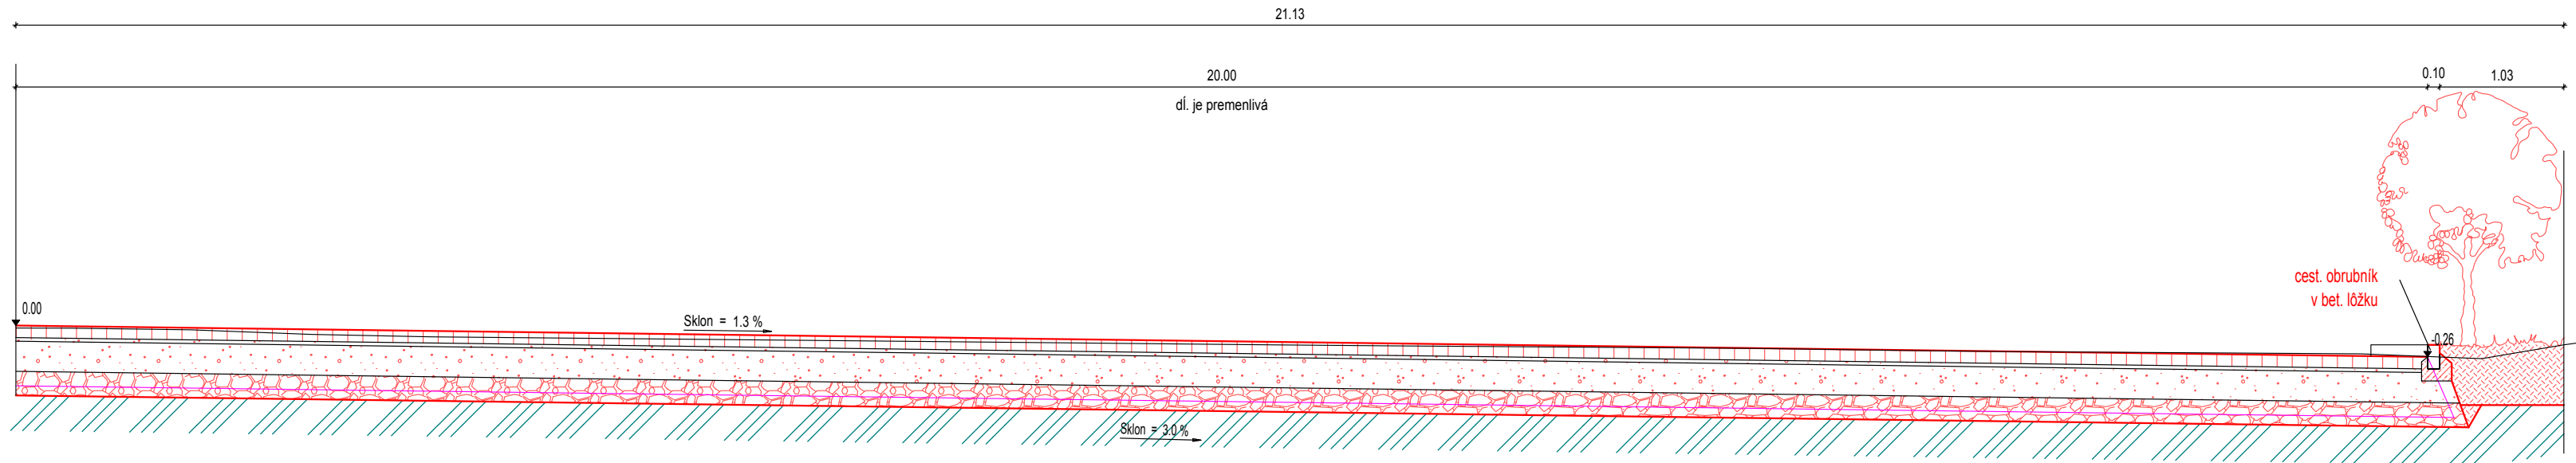 21.13
20.00
0.10
1.03
dĺ. je premenlivá
cest. obrubník
v bet. lôžku
0.00
Sklon = 1.3 %
-0.26
Sklon = 3.0 %